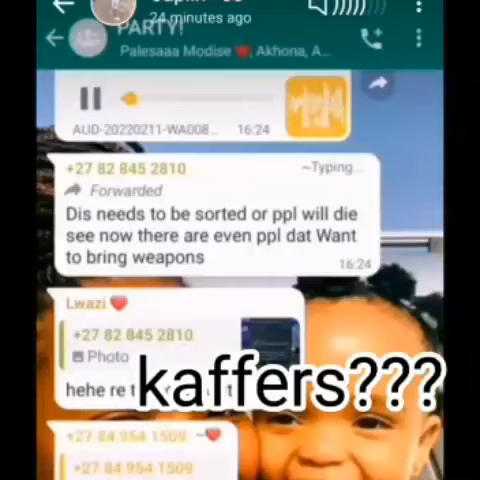 24 minutes ago
PARTY!
Palesaaa Modise ❤, Akhona, A...
AUD-20220211-WA008... 16:24
+27 82 845 2810 ~Typing...
Forwarded
Dis needs to be sorted or ppl will die
see now there are even ppl dat Want
to bring weapons
16:24
Lwazi ❤
+27 82 845 2810
Photo
hehe re
kaffers???
+27 84 954 1509 ~❤
+27 84 954 1509